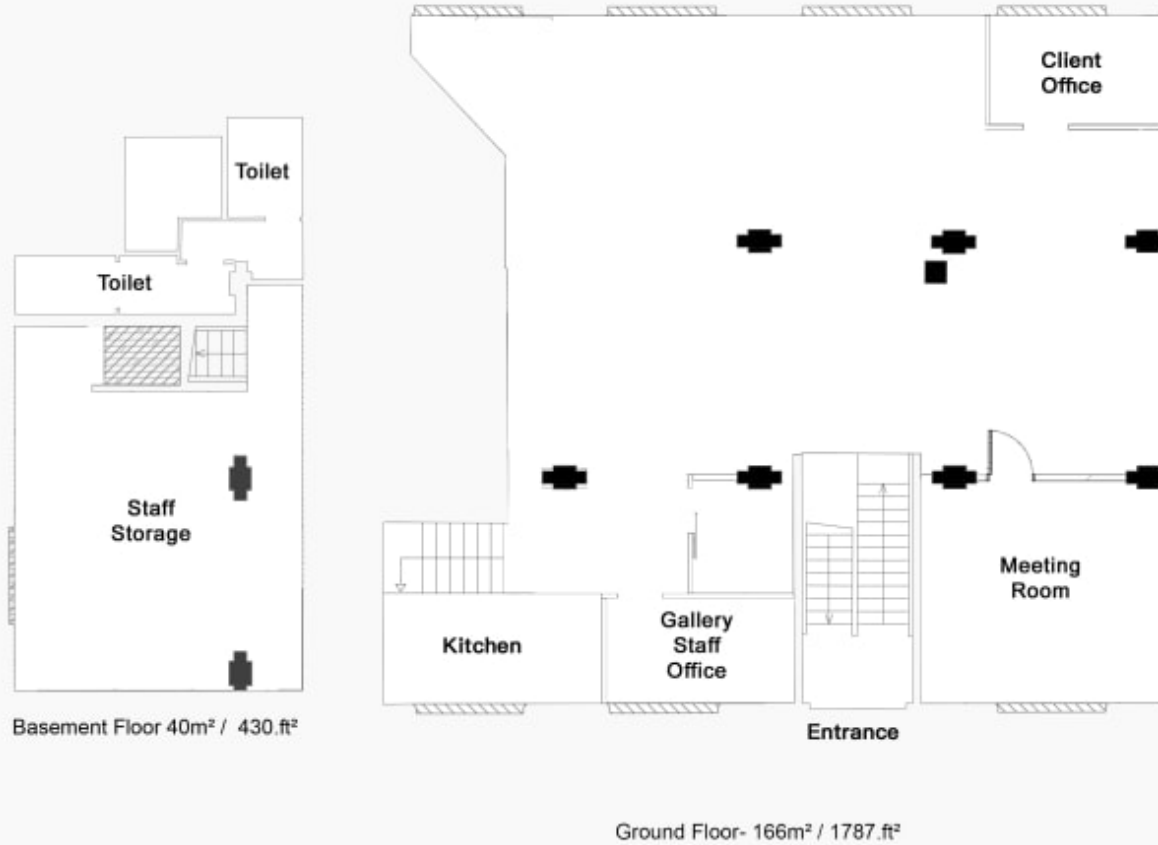 Client
Office
Toilet
Toilet
Staff
Storage
Meeting
Room
Kitchen
Gallery
Staff
Office
Basement Floor 40m² / 430.ft²
Entrance
Ground Floor- 166m² / 1787.ft²